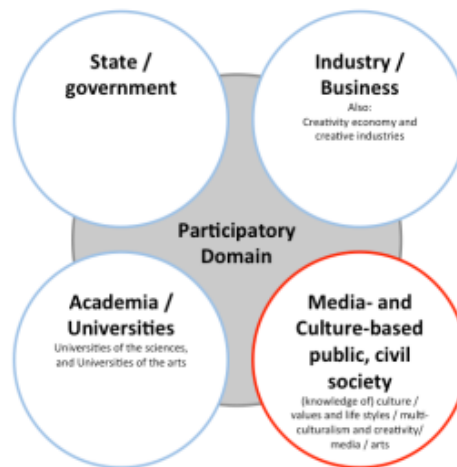 State /
government
Industry /
Business
Also:
Creativity economy and
creative industries
Participatory
Domain
Academia /
Universities
Universities of the sciences,
and Universities of the arts
Media- and
Culture-based
public, civil
society
(knowledge of) culture /
values and life styles / multi-
culturalism and creativity/
media / arts